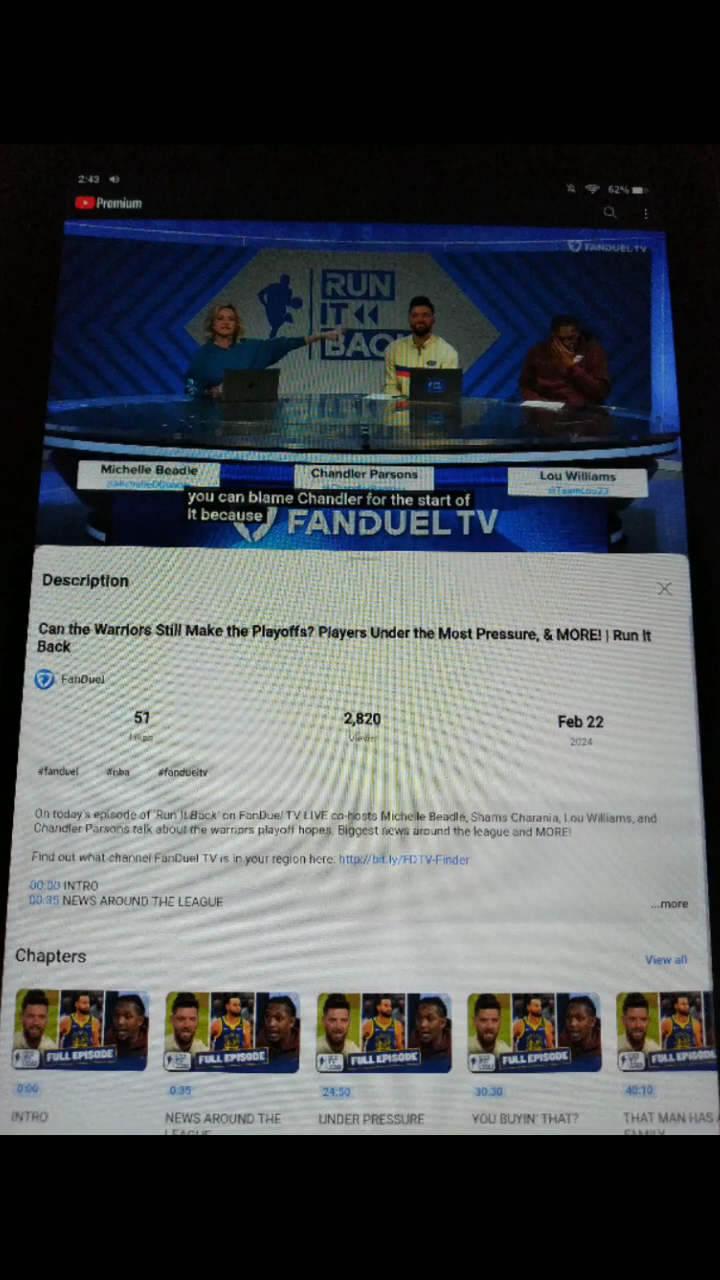 2:43
62%
Premium
FANDUEL TV
RUN
IT
BACK
Michelle Beadle
Chandler Parsons
Lou Williams
@TeamLou23
you can blame Chandler for the start of
it because
FANDUEL TV
Description
Can the Warriors Still Make the Playoffs? Players Under the Most Pressure, & MORE! | Run It
Back
FanDuel
51
2,820
Feb 22
Likes
Views
2024
#fanduel
#nba
#fandueltv
On today's episode of 'Run It Back' on FanDuel TV LIVE co-hosts Michelle Beadle, Shams Charania, Lou Williams, and
Chandler Parsons talk about the warriors playoff hopes. Biggest news around the league and MORE!
Find out what channel FanDuel TV is in your region here: http://bit.ly/FDTV-Finder
00:00 INTRO
00:35 NEWS AROUND THE LEAGUE
...more
Chapters
View all
FULL EPISODE
FULL EPISODE
FULL EPISODE
FULL EPISODE
FULL EPISODE
0:00
0:35
24:50
30:30
40:10
INTRO
NEWS AROUND THE
UNDER PRESSURE
YOU BUYIN' THAT?
THAT MAN HAS A
LEAGUE
FAMILY